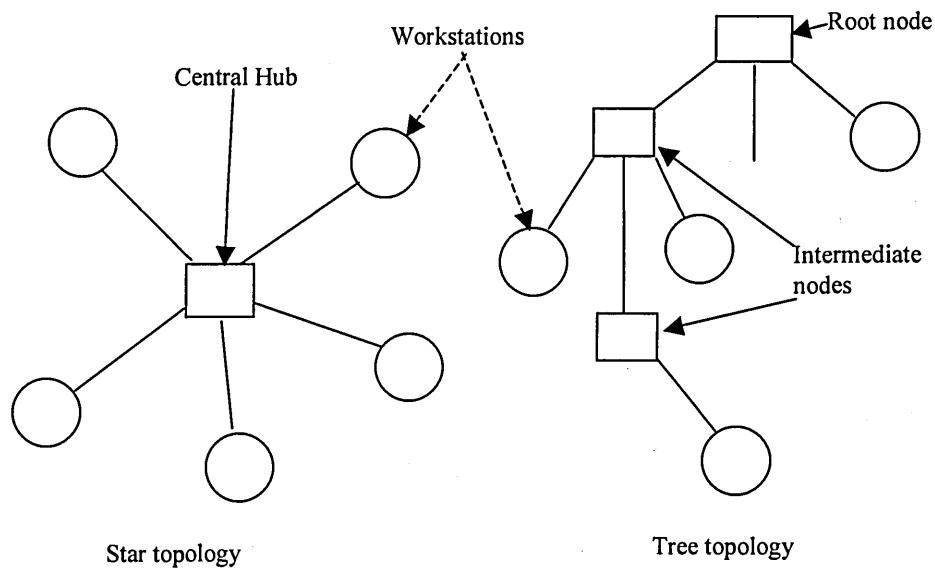 Root node
Workstations
Central Hub
Intermediate
nodes
Star topology
Tree topology